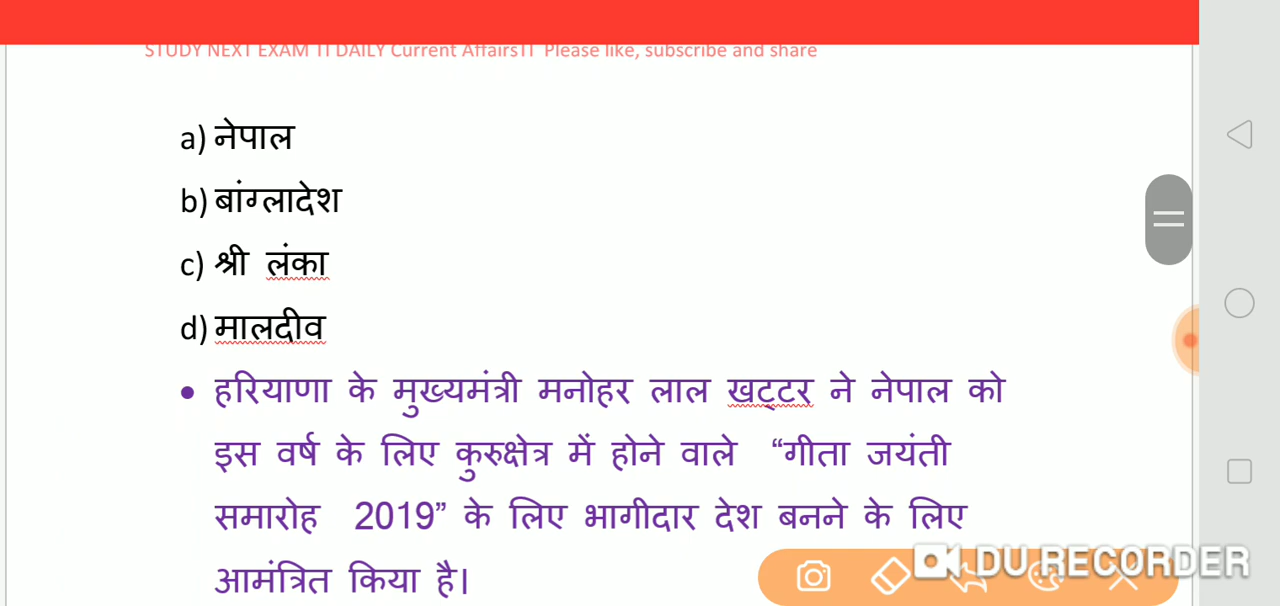 STUDY NEXT EXAM II DAILY Current AffairsII Please like, subscribe and share
a) नेपाल
b) बांग्लादेश
c) श्री लंका
d) मालदीव
• हरियाणा के मुख्यमंत्री मनोहर लाल खट्टर ने नेपाल को
इस वर्ष के लिए कुरुक्षेत्र में होने वाले “गीता जयंती
समारोह 2019” के लिए भागीदार देश बनने के लिए
आमंत्रित किया है।
DU RECORDER